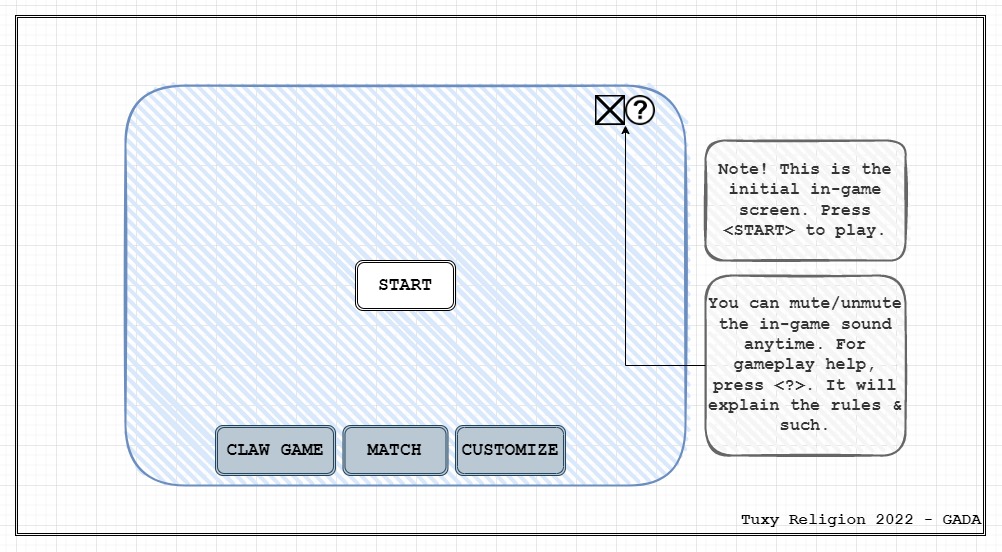 ?
Note! This is the
initial in-game
screen. Press
<START> to play.
START
You can mute/unmute
the in-game sound
anytime. For
gameplay help,
press <?>. It will
explain the rules &
such.
CLAW GAME
MATCH
CUSTOMIZE
Tuxy Religion 2022 - GADA